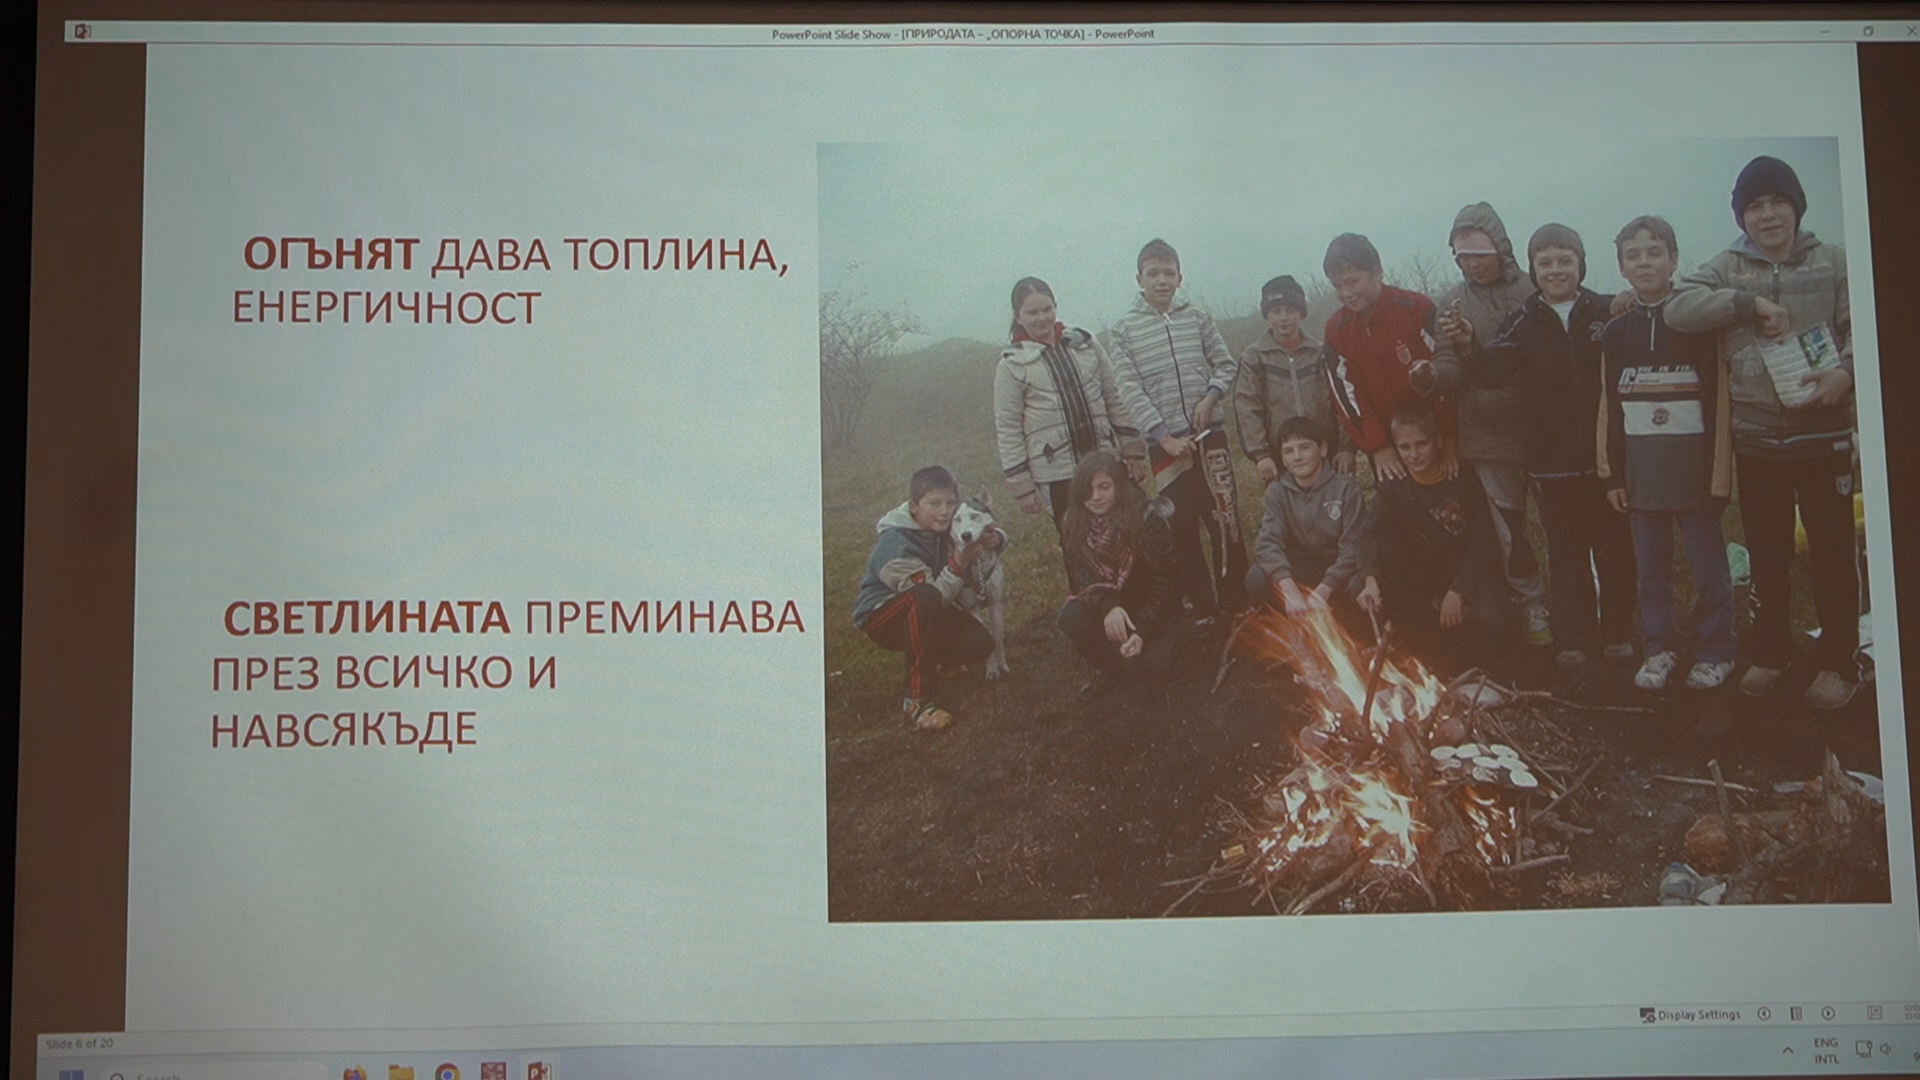 PowerPoint Slide Show - [ПРИРОДАТА – „ОПОРНА ТОЧКА] - PowerPoint
ОГЪНЯТ ДАВА ТОПЛИНА,
ЕНЕРГИЧНОСТ
СВЕТЛИНАТА ПРЕМИНАВА
ПРЕЗ ВСИЧКО И
НАВСЯКЪДЕ
Display Settings
Slide 6 of 20
Search
ENG
INTL